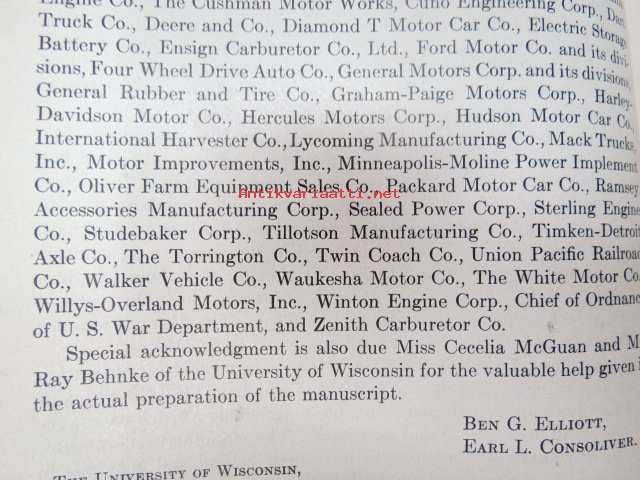 Engine Co., The Cushman Motor Works, Cuno Engineering Corp.,
Truck Co., Deere and Co., Diamond T Motor Car Co., Electric Storage
Battery Co., Ensign Carburetor Co., Ltd., Ford Motor Co. and its divi-
sions, Four Wheel Drive Auto Co., General Motors Corp. and its divisions,
General Rubber and Tire Co., Graham-Paige Motors Corp., Harley-
Davidson Motor Co., Hercules Motors Corp., Hudson Motor Car Co.,
International Harvester Co., Lycoming Manufacturing Co., Mack Trucks,
Inc., Motor Improvements, Inc., Minneapolis-Moline Power Implement
Co., Oliver Farm Equipment Sales Co., Packard Motor Car Co., Ramsey
Antikvariaatti.net
Accessories Manufacturing Corp., Sealed Power Corp., Sterling Engine
Co., Studebaker Corp., Tillotson Manufacturing Co., Timken-Detroit
Axle Co., The Torrington Co., Twin Coach Co., Union Pacific Railroad
Co., Walker Vehicle Co., Waukesha Motor Co., The White Motor Co.
Willys-Overland Motors, Inc., Winton Engine Corp., Chief of Ordnanc
of U. S. War Department, and Zenith Carburetor Co.
Special acknowledgment is also due Miss Cecelia McGuan and M
Ray Behnke of the University of Wisconsin for the valuable help given i
the actual preparation of the manuscript.
BEN G. ELLIOTT,
EARL L. CONSOLIVER.
THE UNIVERSITY OF WISCONSIN,